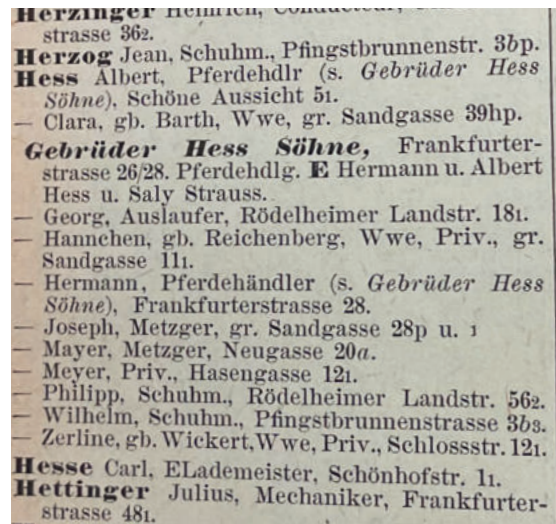 Herzinger Heinrich, Conducteur,
strasse 362.
Herzog Jean, Schuhm., Pfingstbrunnenstr. 3bp.
Hess Albert, Pferdehdlr (s. Gebrüder Hess
Söhne), Schöne Aussicht 51.
— Clara, gb. Barth, Wwe, gr. Sandgasse 39hp.
Gebrüder Hess Söhne, Frankfurter-
strasse 26/28. Pferdehdlg. E Hermann u. Albert
Hess u. Saly Strauss.
— Georg, Auslaufer, Rödelheimer Landstr. 181.
— Hannchen, gb. Reichenberg, Wwe, Priv., gr.
Sandgasse 111.
— Hermann, Pferdehändler (s. Gebrüder Hess
Söhne), Frankfurterstrasse 28.
— Joseph, Metzger, gr. Sandgasse 28p u. 1
— Mayer, Metzger, Neugasse 20a.
— Meyer, Priv., Hasengasse 121.
— Philipp, Schuhm., Rödelheimer Landstr. 562.
— Wilhelm, Schuhm., Pfingstbrunnenstrasse 3b3.
— Zerline, gb. Wickert, Wwe, Priv., Schlossstr. 121.
Hesse Carl, ELademeister, Schönhofstr. 11.
Hettinger Julius, Mechaniker, Frankfurter-
strasse 481.